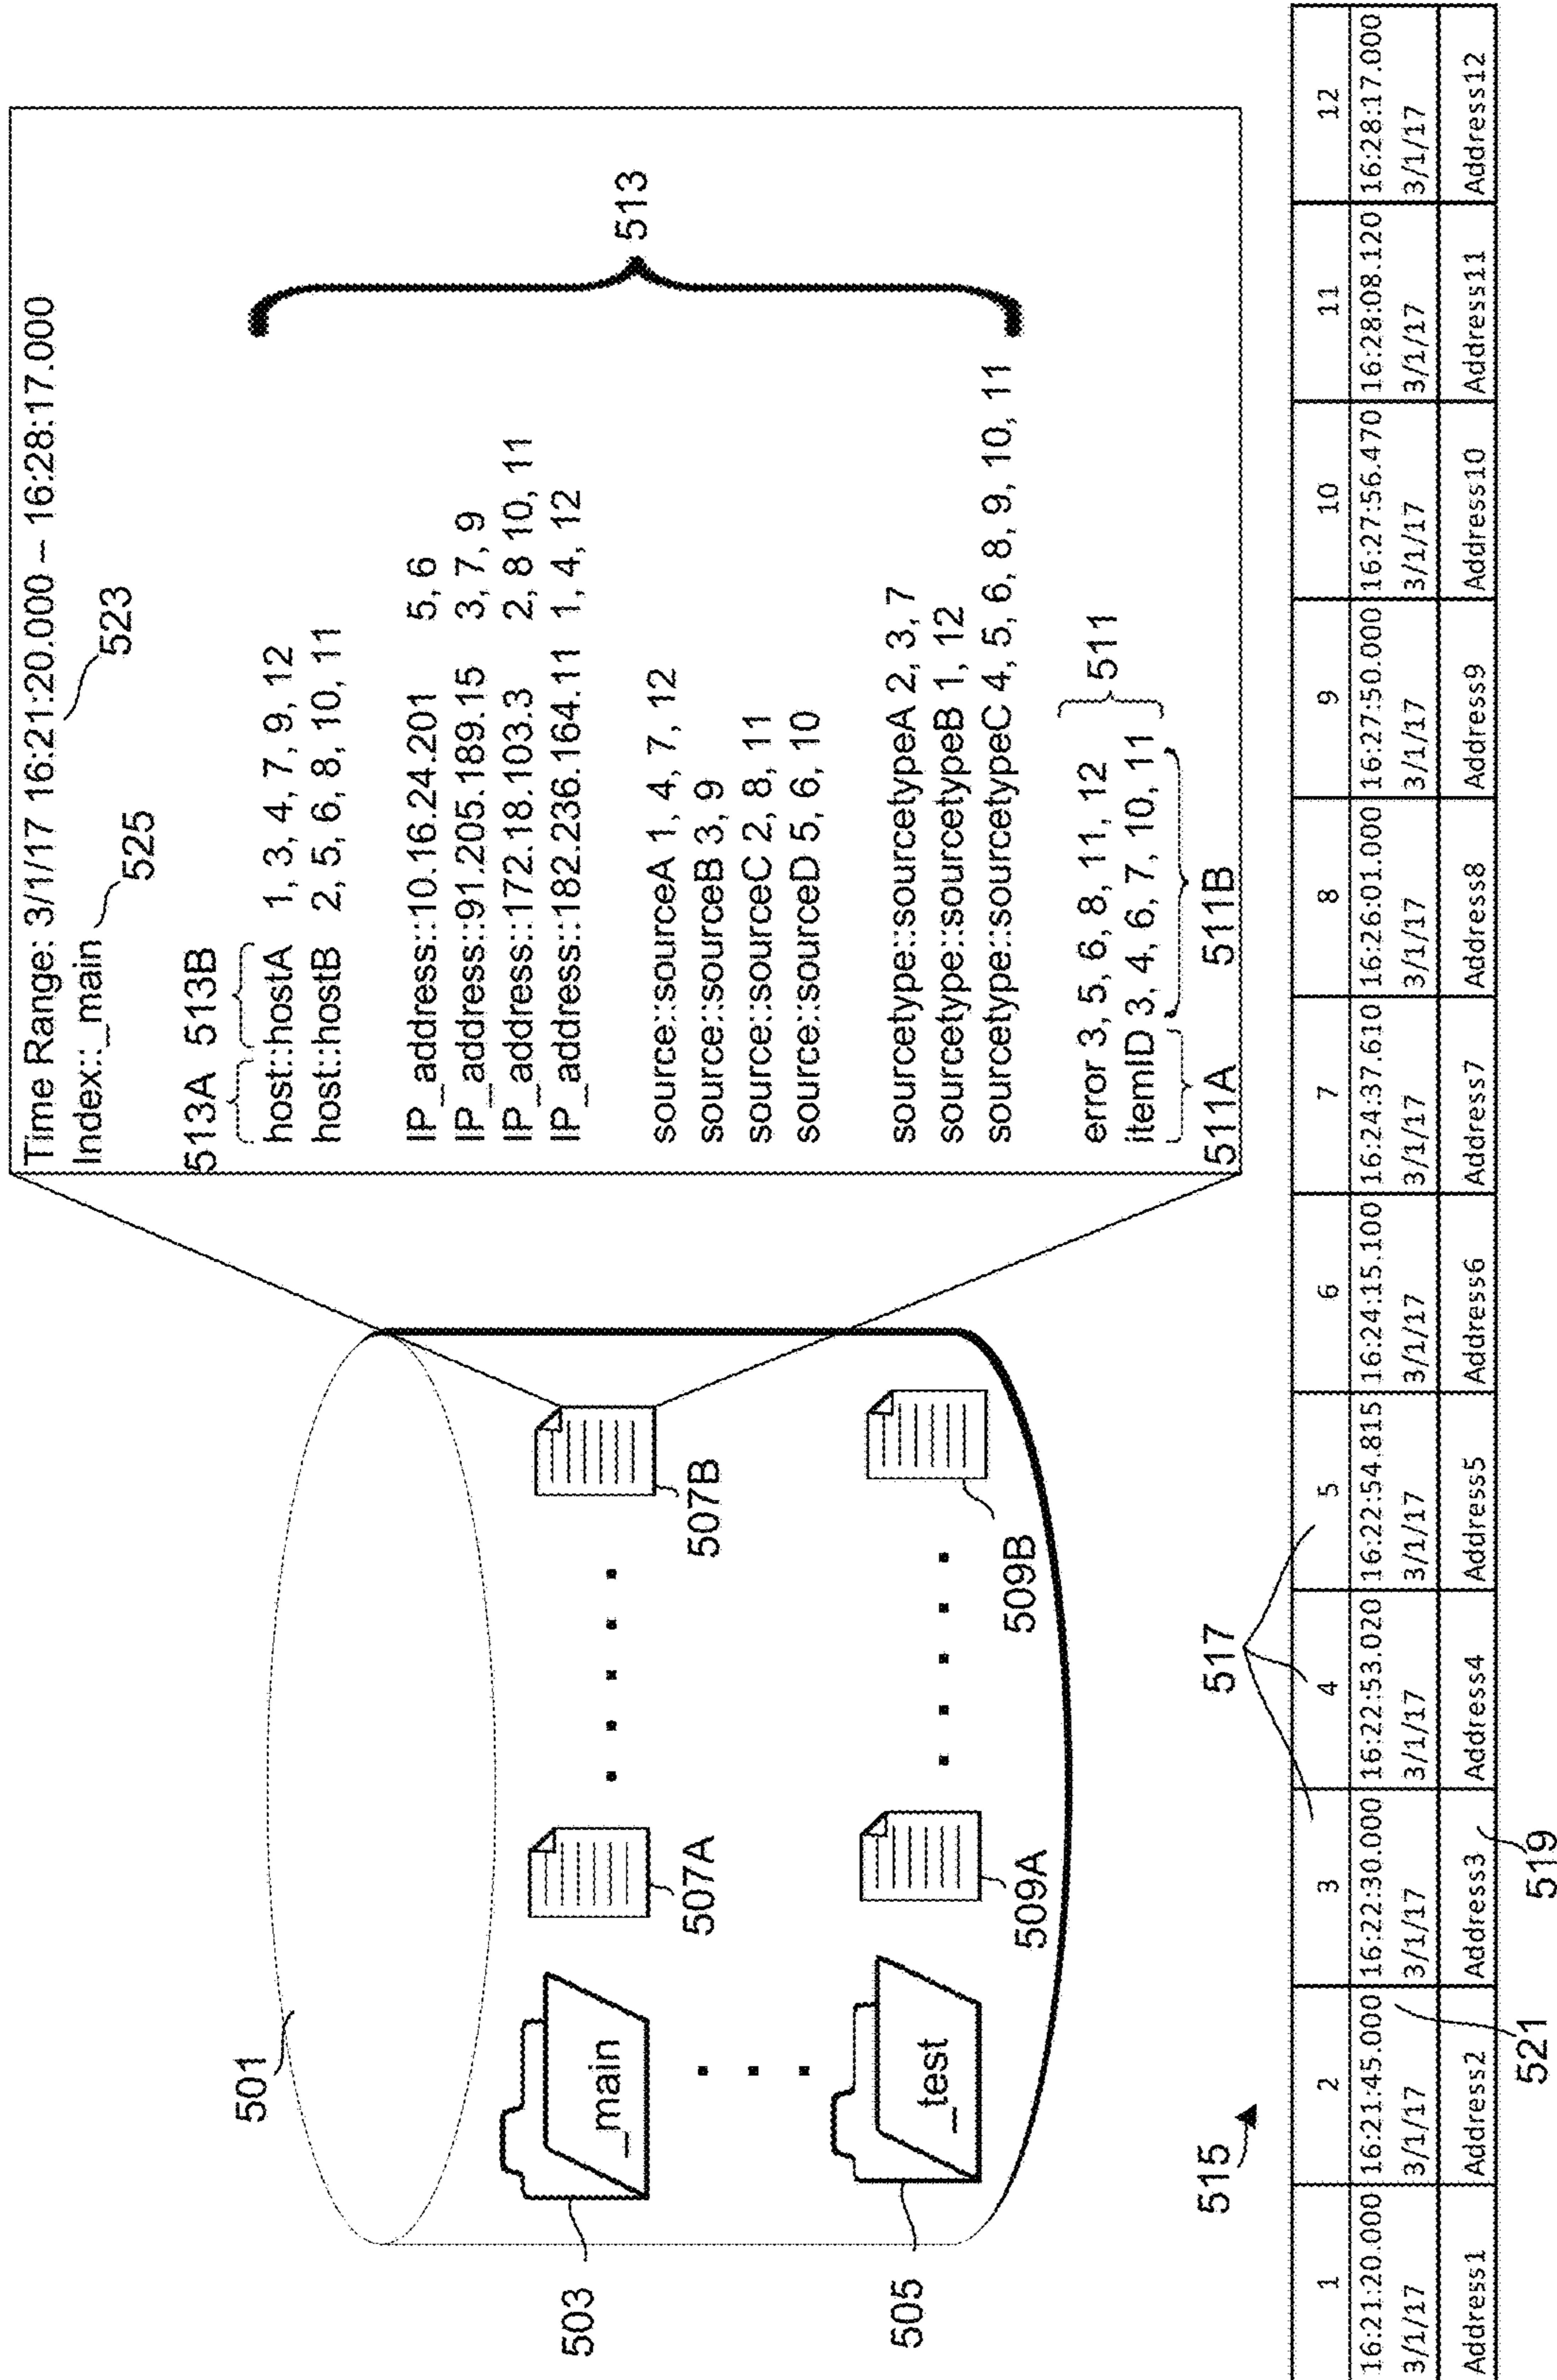 Time Range: 3/1/17 16:21:20.000 – 16:28:17.000
523
Index::_main
525
513A 513B
host::hostA 1, 3, 4, 7, 9, 12
host::hostB 2, 5, 6, 8, 10, 11
IP_address::10.16.24.201 5, 6
IP_address::91.205.189.15 3, 7, 9
IP_address::172.18.103.3 2, 8 10, 11
IP_address::182.236.164.11 1, 4, 12
513
source::sourceA 1, 4, 7, 12
source::sourceB 3, 9
source::sourceC 2, 8, 11
source::sourceD 5, 6, 10
sourcetype::sourcetypeA 2, 3, 7
sourcetype::sourcetypeB 1, 12
sourcetype::sourcetypeC 4, 5, 6, 8, 9, 10, 11
error 3, 5, 6, 8, 11, 12
itemID 3, 4, 6, 7, 10, 11
511
511A 511B
501
503
_main
507A
507B
505
_test
509A
509B
515
517
1 2 3 4 5 6 7 8 9 10 11 12
16:21:20.000 16:21:45.000 16:22:30.000 16:22:53.020 16:22:54.815 16:24:15.100 16:24:37.610 16:26:01.000 16:27:50.000 16:27:56.470 16:28:08.120 16:28:17.000
3/1/17 3/1/17 3/1/17 3/1/17 3/1/17 3/1/17 3/1/17 3/1/17 3/1/17 3/1/17 3/1/17 3/1/17
Address1 Address2 Address3 Address4 Address5 Address6 Address7 Address8 Address9 Address10 Address11 Address12
521
519